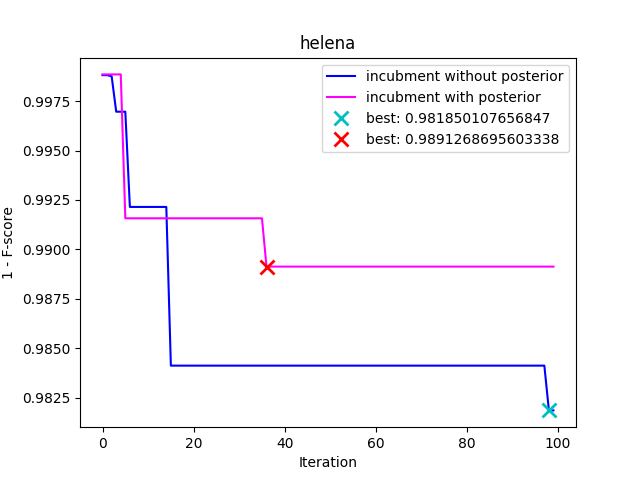 helena
incubment without posterior
incubment with posterior
best: 0.981850107656847
best: 0.9891268695603338
1 - F-score
0.9975
0.9950
0.9925
0.9900
0.9875
0.9850
0.9825
0 20 40 60 80 100
Iteration